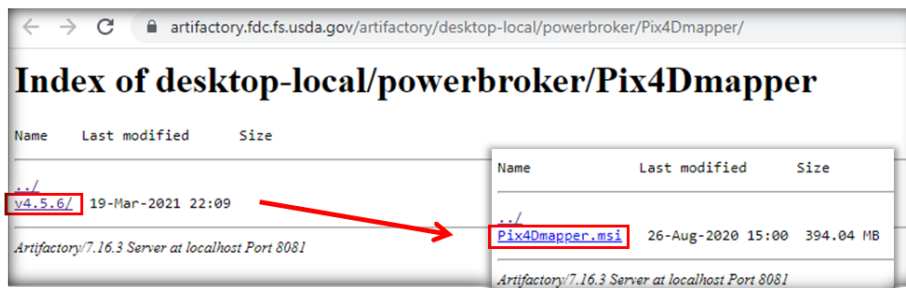 artifactory.fdc.fs.usda.gov/artifactory/desktop-local/powerbroker/Pix4Dmapper/
Index of desktop-local/powerbroker/Pix4Dmapper
Name Last modified Size
../
v4.5.6/ 19-Mar-2021 22:09
Artifactory/7.16.3 Server at localhost Port 8081
Name Last modified Size
../
Pix4Dmapper.msi 26-Aug-2020 15:00 394.04 MB
Artifactory/7.16.3 Server at localhost Port 8081